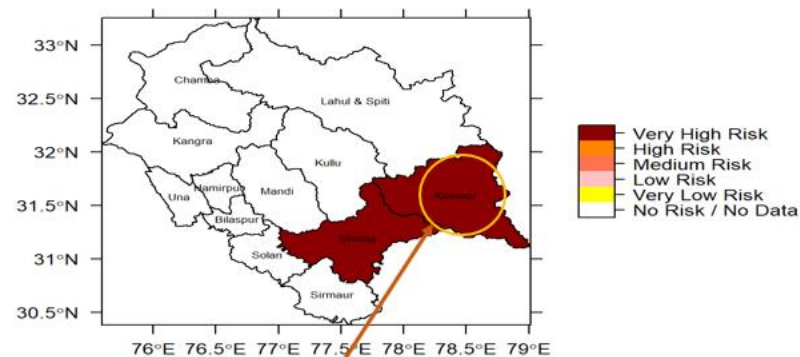 33°N
32.5°N
32°N
31.5°N
31°N
30.5°N
Chamba
Lahul & Spiti
Kangra
Kullu
Una
Hamirpur
Mandi
Bilaspur
Kinnaur
Shimla
Solan
Sirmaur
76°E 76.5°E 77°E 77.5°E 78°E 78.5°E 79°E
Very High Risk
High Risk
Medium Risk
Low Risk
Very Low Risk
No Risk / No Data